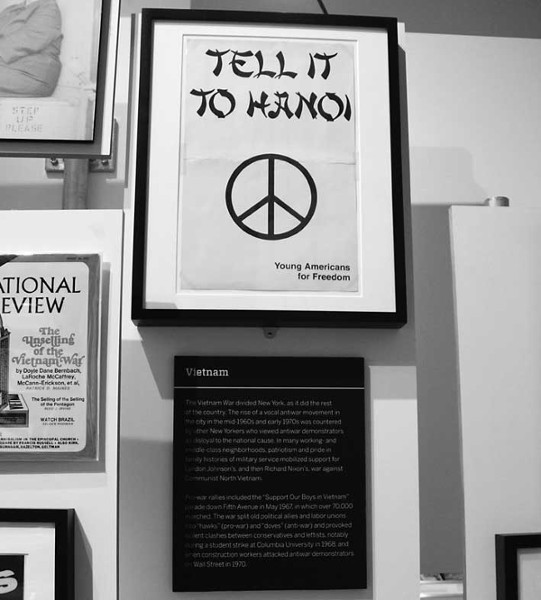 STEP
UP
PLEASE
TELL IT
TO HANOI
Young Americans
for Freedom
ATIONAL
EVIEW
The
Unselling
of the
Vietnam War
by Doyle Dane Bernbach,
LaRoche McCaffrey,
McCann-Erickson, et al.
The Selling of the Selling
of the Pentagon
WATCH BRAZIL
Vietnam
The Vietnam War divided New York, as it did the rest
of the country. The rise of a vocal antiwar movement in
the city in the mid-1960s and early 1970s was countered
by other New Yorkers who viewed antiwar demonstrators
as disloyal to the national cause. In many working- and
middle-class neighborhoods, patriotism and pride in
family histories of military service mobilized support for
Lyndon Johnson's, and then Richard Nixon's, war against
Communist North Vietnam.
Pro-war rallies included the "Support Our Boys in Vietnam"
parade down Fifth Avenue in May 1967, in which over 70,000
marched. The war split old political allies and labor unions
into "hawks" (pro-war) and "doves" (anti-war) and provoked
violent clashes between conservatives and leftists, notably
during a student strike at Columbia University in 1968, and
when construction workers attacked antiwar demonstrators
on Wall Street in 1970.